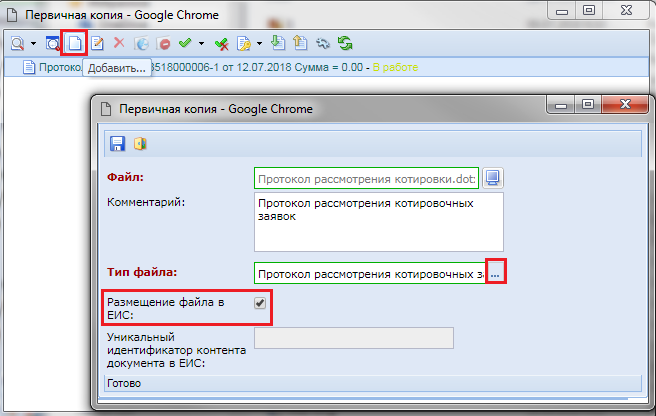 Первичная копия - Google Chrome
Добавить...
Протокол 3518000006-1 от 12.07.2018 Сумма = 0.00 - В работе
Первичная копия - Google Chrome
Файл:
Протокол рассмотрения котировки.dot:
Комментарий:
Протокол рассмотрения котировочных
заявок
Тип файла:
Протокол рассмотрения котировочных за
...
Размещение файла в
ЕИС:
Уникальный
идентификатор контента
документа в ЕИС:
Готово